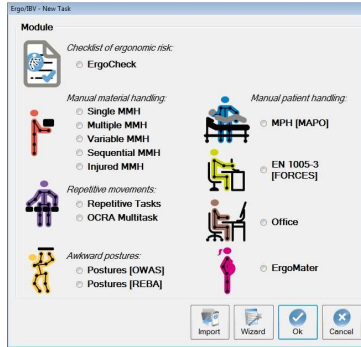 Ergo/IBV - New Task
Module
Checklist of ergonomic risk:
ErgoCheck
Manual material handling:
Single MMH
Multiple MMH
Variable MMH
Sequential MMH
Injured MMH
Repetitive movements:
Repetitive Tasks
OCRA Multitask
Awkward postures:
Postures [OWAS]
Postures [REBA]
Manual patient handling:
MPH [MAPO]
EN 1005-3
[FORCES]
Office
ErgoMater
Import
Wizard
Ok
Cancel